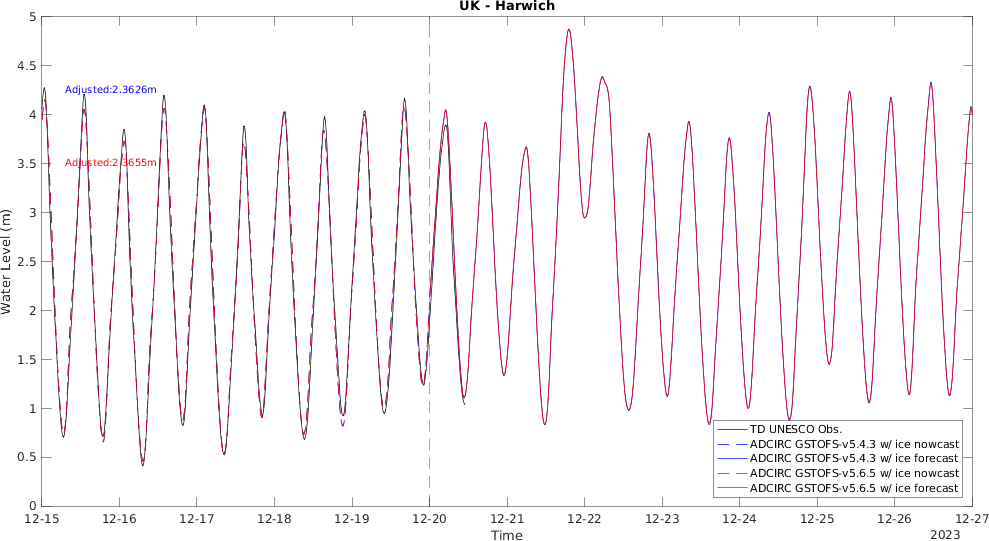 UK - Harwich
Water Level (m)
5
4.5
4
3.5
3
2.5
2
1.5
1
0.5
0
Adjusted:2.3626m
Adjusted:2.3655m
TD UNESCO Obs.
ADCIRC GSTOFS-v5.4.3 w/ ice nowcast
ADCIRC GSTOFS-v5.4.3 w/ ice forecast
ADCIRC GSTOFS-v5.6.5 w/ ice nowcast
ADCIRC GSTOFS-v5.6.5 w/ ice forecast
12-15 12-16 12-17 12-18 12-19 12-20 12-21 12-22 12-23 12-24 12-25 12-26 12-27
Time
2023